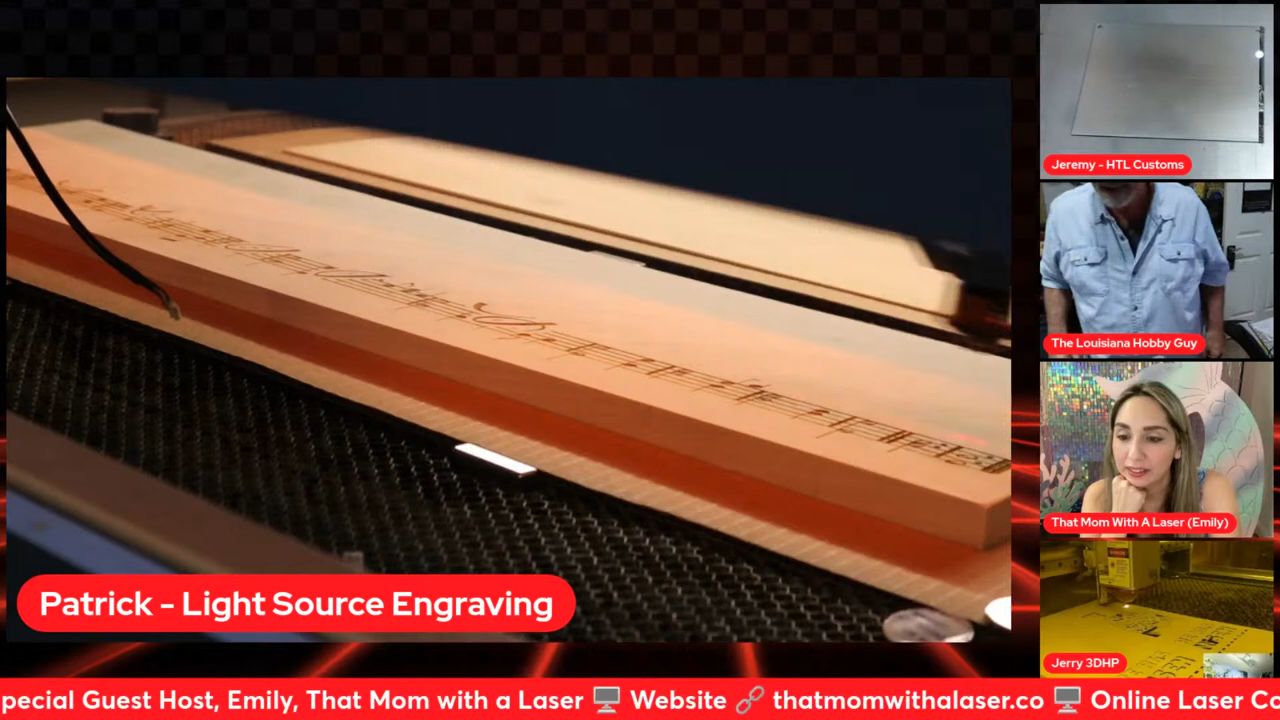 Jeremy - HTL Customs
The Louisiana Hobby Guy
That Mom With A Laser (Emily)
Patrick - Light Source Engraving
Jerry 3DHP
pecial Guest Host, Emily, That Mom with a Laser 🖥️ Website 🔗 thatmomwithalaser.co 🖥️ Online Laser Co